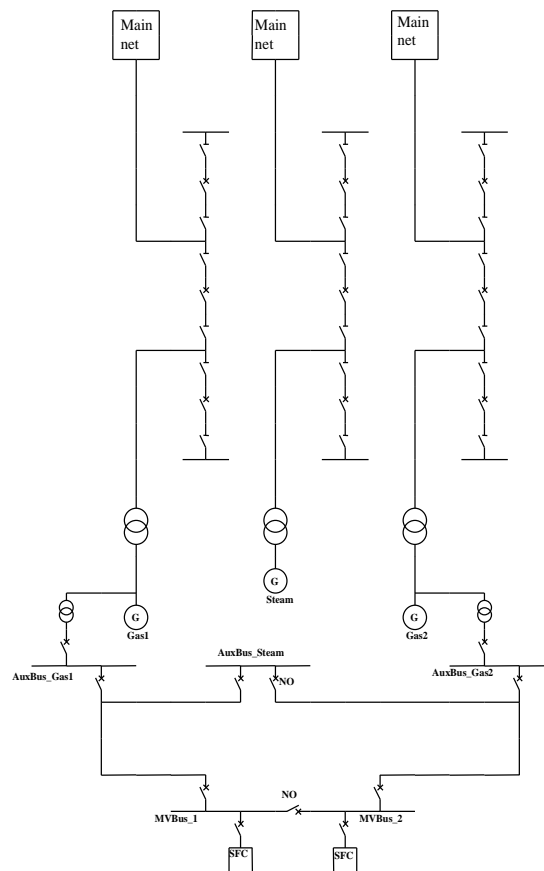 Main
net
Main
net
Main
net
G
Steam
G
Gas1
G
Gas2
AuxBus_Steam
AuxBus_Gas1
NO
AuxBus_Gas2
NO
MVBus_1
MVBus_2
SFC
SFC